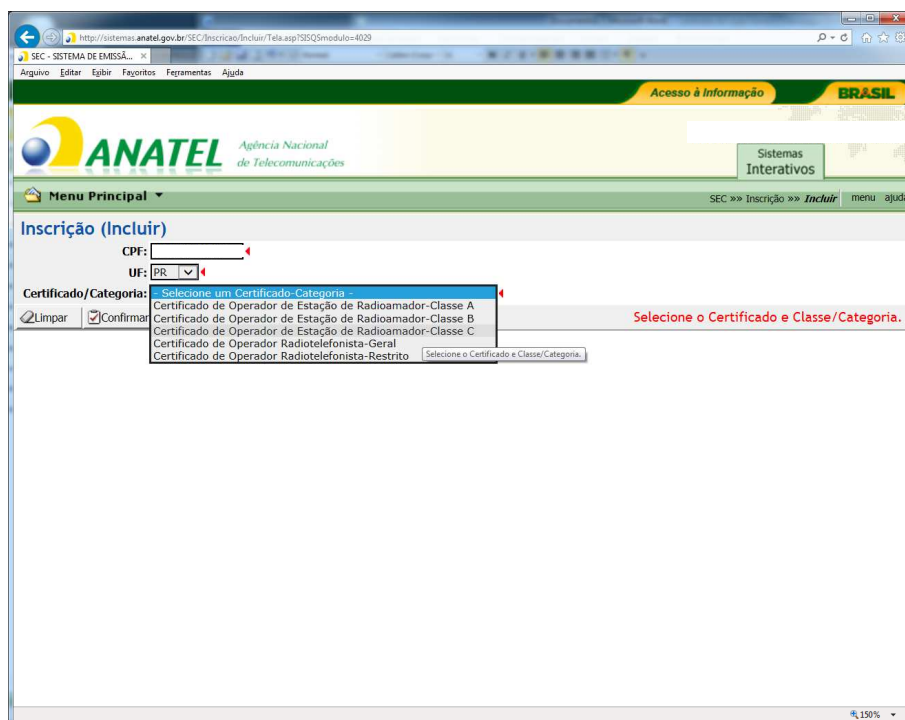 http://sistemas.anatel.gov.br/SEC/Inscricao/Incluir/Tela.asp?SISQSmodulo=4029
SEC - SISTEMA DE EMISSÃ...
Arquivo Editar Exibir Favoritos Ferramentas Ajuda
Acesso à Informação BRASIL
ANATEL Agência Nacional
de Telecomunicações
Sistemas
Interativos
Menu Principal SEC »» Inscrição »» Incluir menu ajuda
Inscrição (Incluir)
CPF:
UF: PR
Certificado/Categoria: - Selecione um Certificado-Categoria -
Certificado de Operador de Estação de Radioamador-Classe A
Limpar Confirmar Certificado de Operador de Estação de Radioamador-Classe B Selecione o Certificado e Classe/Categoria.
Certificado de Operador de Estação de Radioamador-Classe C
Certificado de Operador Radiotelefonista-Geral
Certificado de Operador Radiotelefonista-Restrito Selecione o Certificado e Classe/Categoria.
150%